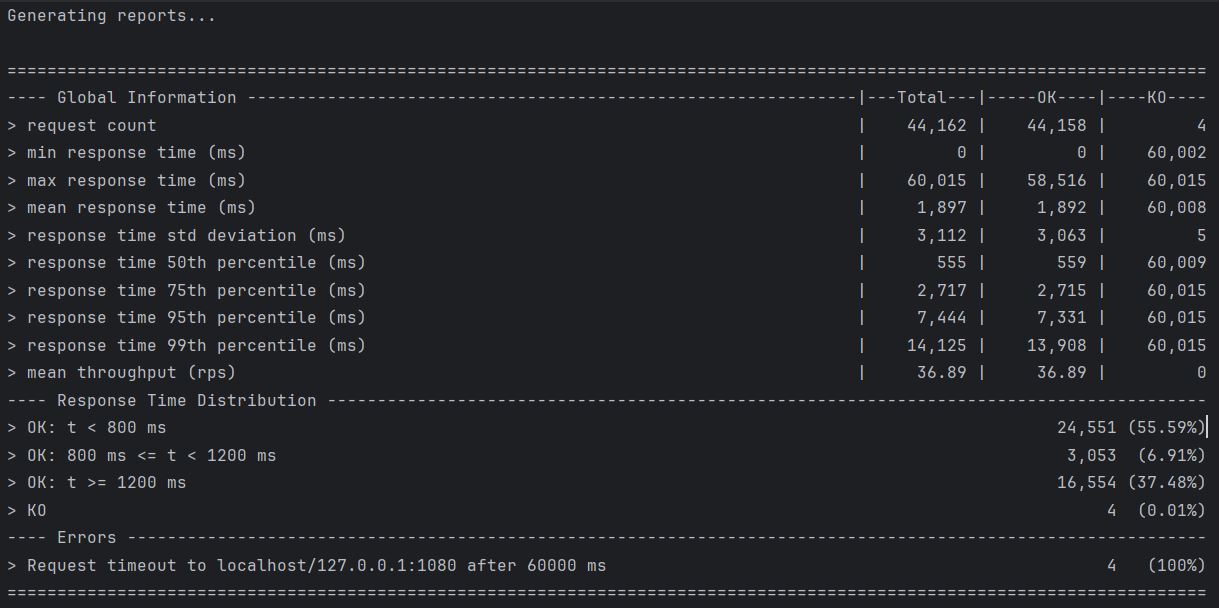 Generating reports...
========================================================================================================================
---- Global Information -------------------------------------------------------------|---Total---|-----OK----|----KO----
> request count                                                                      |    44,162 |    44,158 |         4
> min response time (ms)                                                             |         0 |         0 |    60,002
> max response time (ms)                                                             |    60,015 |    58,516 |    60,015
> mean response time (ms)                                                            |     1,897 |     1,892 |    60,008
> response time std deviation (ms)                                                   |     3,112 |     3,063 |         5
> response time 50th percentile (ms)                                                 |       555 |       559 |    60,009
> response time 75th percentile (ms)                                                 |     2,717 |     2,715 |    60,015
> response time 95th percentile (ms)                                                 |     7,444 |     7,331 |    60,015
> response time 99th percentile (ms)                                                 |    14,125 |    13,908 |    60,015
> mean throughput (rps)                                                              |     36.89 |     36.89 |         0
---- Response Time Distribution ----------------------------------------------------------------------------------------
> OK: t < 800 ms                                                                                         24,551 (55.59%)
> OK: 800 ms <= t < 1200 ms                                                                               3,053  (6.91%)
> OK: t >= 1200 ms                                                                                       16,554 (37.48%)
> KO                                                                                                          4  (0.01%)
---- Errors ------------------------------------------------------------------------------------------------------------
> Request timeout to localhost/127.0.0.1:1080 after 60000 ms                                                  4   (100%)
========================================================================================================================